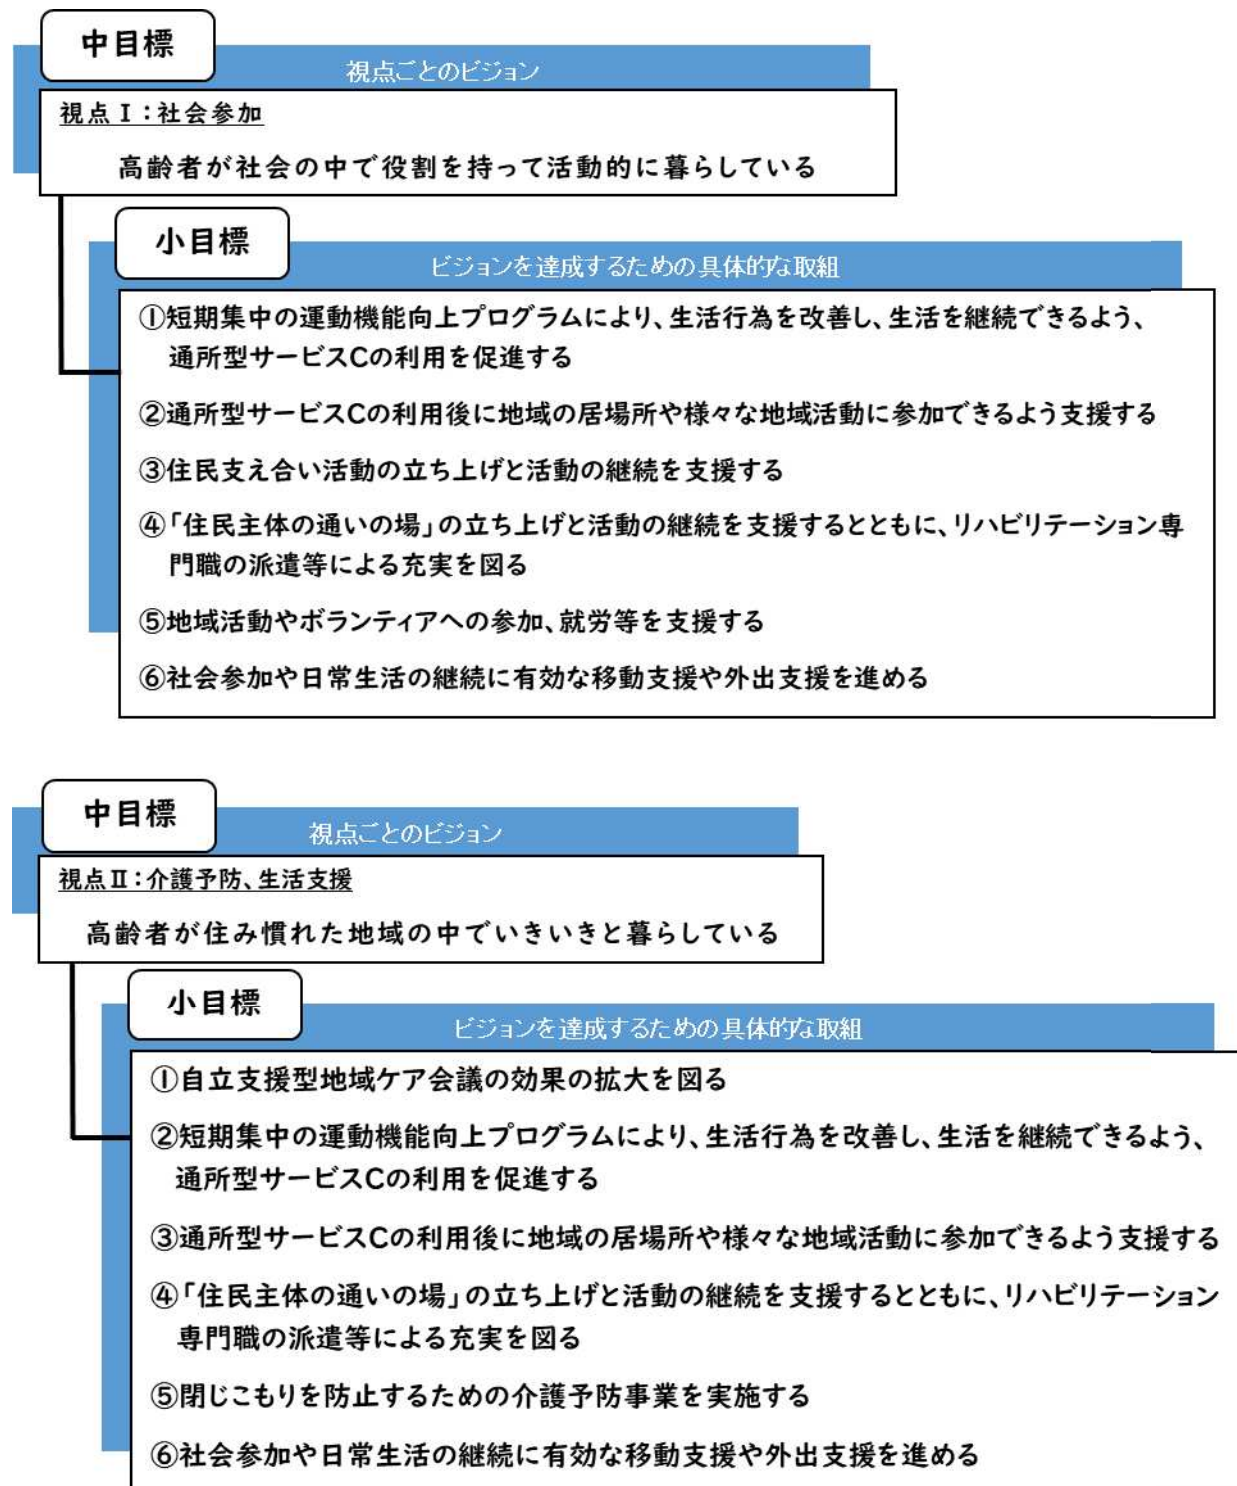 中目標
視点ごとのビジョン
視点Ⅰ:社会参加
高齢者が社会の中で役割を持って活動的に暮らしている
小目標
ビジョンを達成するための具体的な取組
①短期集中の運動機能向上プログラムにより、生活行為を改善し、生活を継続できるよう、
通所型サービスCの利用を促進する
②通所型サービスCの利用後に地域の居場所や様々な地域活動に参加できるよう支援する
③住民支え合い活動の立ち上げと活動の継続を支援する
④「住民主体の通いの場」の立ち上げと活動の継続を支援するとともに、リハビリテーション専
門職の派遣等による充実を図る
⑤地域活動やボランティアへの参加、就労等を支援する
⑥社会参加や日常生活の継続に有効な移動支援や外出支援を進める
中目標
視点ごとのビジョン
視点Ⅱ:介護予防、生活支援
高齢者が住み慣れた地域の中でいきいきと暮らしている
小目標
ビジョンを達成するための具体的な取組
①自立支援型地域ケア会議の効果の拡大を図る
②短期集中の運動機能向上プログラムにより、生活行為を改善し、生活を継続できるよう、
通所型サービスCの利用を促進する
③通所型サービスCの利用後に地域の居場所や様々な地域活動に参加できるよう支援する
④「住民主体の通いの場」の立ち上げと活動の継続を支援するとともに、リハビリテーション
専門職の派遣等による充実を図る
⑤閉じこもりを防止するための介護予防事業を実施する
⑥社会参加や日常生活の継続に有効な移動支援や外出支援を進める